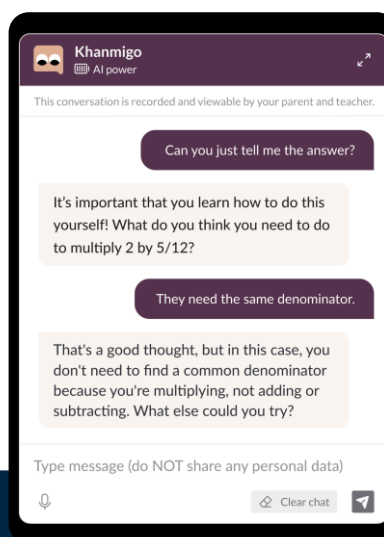 Khanmigo
AI power
This conversation is recorded and viewable by your parent and teacher.
Can you just tell me the answer?
It's important that you learn how to do this
yourself! What do you think you need to do
to multiply 2 by 5/12?
They need the same denominator.
That's a good thought, but in this case, you
don't need to find a common denominator
because you're multiplying, not adding or
subtracting. What else could you try?
Type message (do NOT share any personal data)
Clear chat